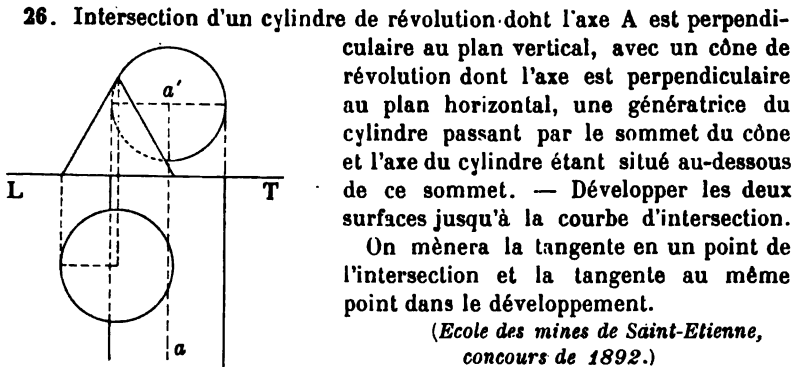 26. Intersection d'un cylindre de révolution dont l'axe A est perpendi-
culaire au plan vertical, avec un cône de
révolution dont l'axe est perpendiculaire
au plan horizontal, une génératrice du
cylindre passant par le sommet du cône
et l'axe du cylindre étant situé au-dessous
de ce sommet. — Développer les deux
surfaces jusqu'à la courbe d'intersection.
On mènera la tangente en un point de
l'intersection et la tangente au même
point dans le développement.
(Ecole des mines de Saint-Etienne,
concours de 1892.)
a'
L T
a